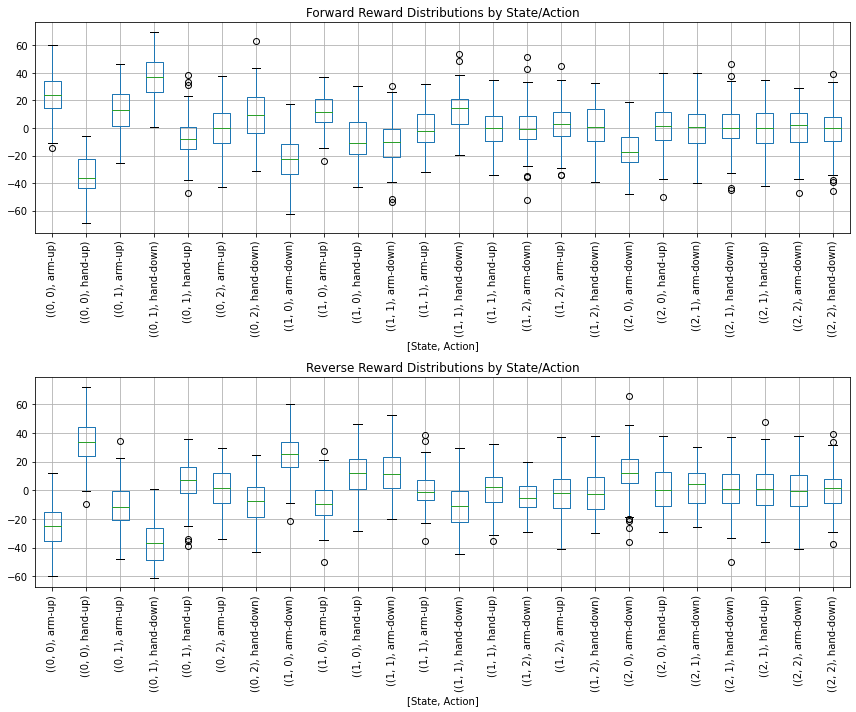 Forward Reward Distributions by State/Action
60
40
20
0
−20
−40
−60
((0, 0), arm-up)
((0, 0), hand-up)
((0, 1), arm-up)
((0, 1), hand-down)
((0, 1), hand-up)
((0, 2), arm-up)
((0, 2), hand-down)
((1, 0), arm-down)
((1, 0), arm-up)
((1, 0), hand-up)
((1, 1), arm-down)
((1, 1), arm-up)
((1, 1), hand-down)
((1, 1), hand-up)
((1, 2), arm-down)
((1, 2), arm-up)
((1, 2), hand-down)
((2, 0), arm-down)
((2, 0), hand-up)
((2, 1), arm-down)
((2, 1), hand-down)
((2, 1), hand-up)
((2, 2), arm-down)
((2, 2), hand-down)
[State, Action]
Reverse Reward Distributions by State/Action
60
40
20
0
−20
−40
−60
((0, 0), arm-up)
((0, 0), hand-up)
((0, 1), arm-up)
((0, 1), hand-down)
((0, 1), hand-up)
((0, 2), arm-up)
((0, 2), hand-down)
((1, 0), arm-down)
((1, 0), arm-up)
((1, 0), hand-up)
((1, 1), arm-down)
((1, 1), arm-up)
((1, 1), hand-down)
((1, 1), hand-up)
((1, 2), arm-down)
((1, 2), arm-up)
((1, 2), hand-down)
((2, 0), arm-down)
((2, 0), hand-up)
((2, 1), arm-down)
((2, 1), hand-down)
((2, 1), hand-up)
((2, 2), arm-down)
((2, 2), hand-down)
[State, Action]